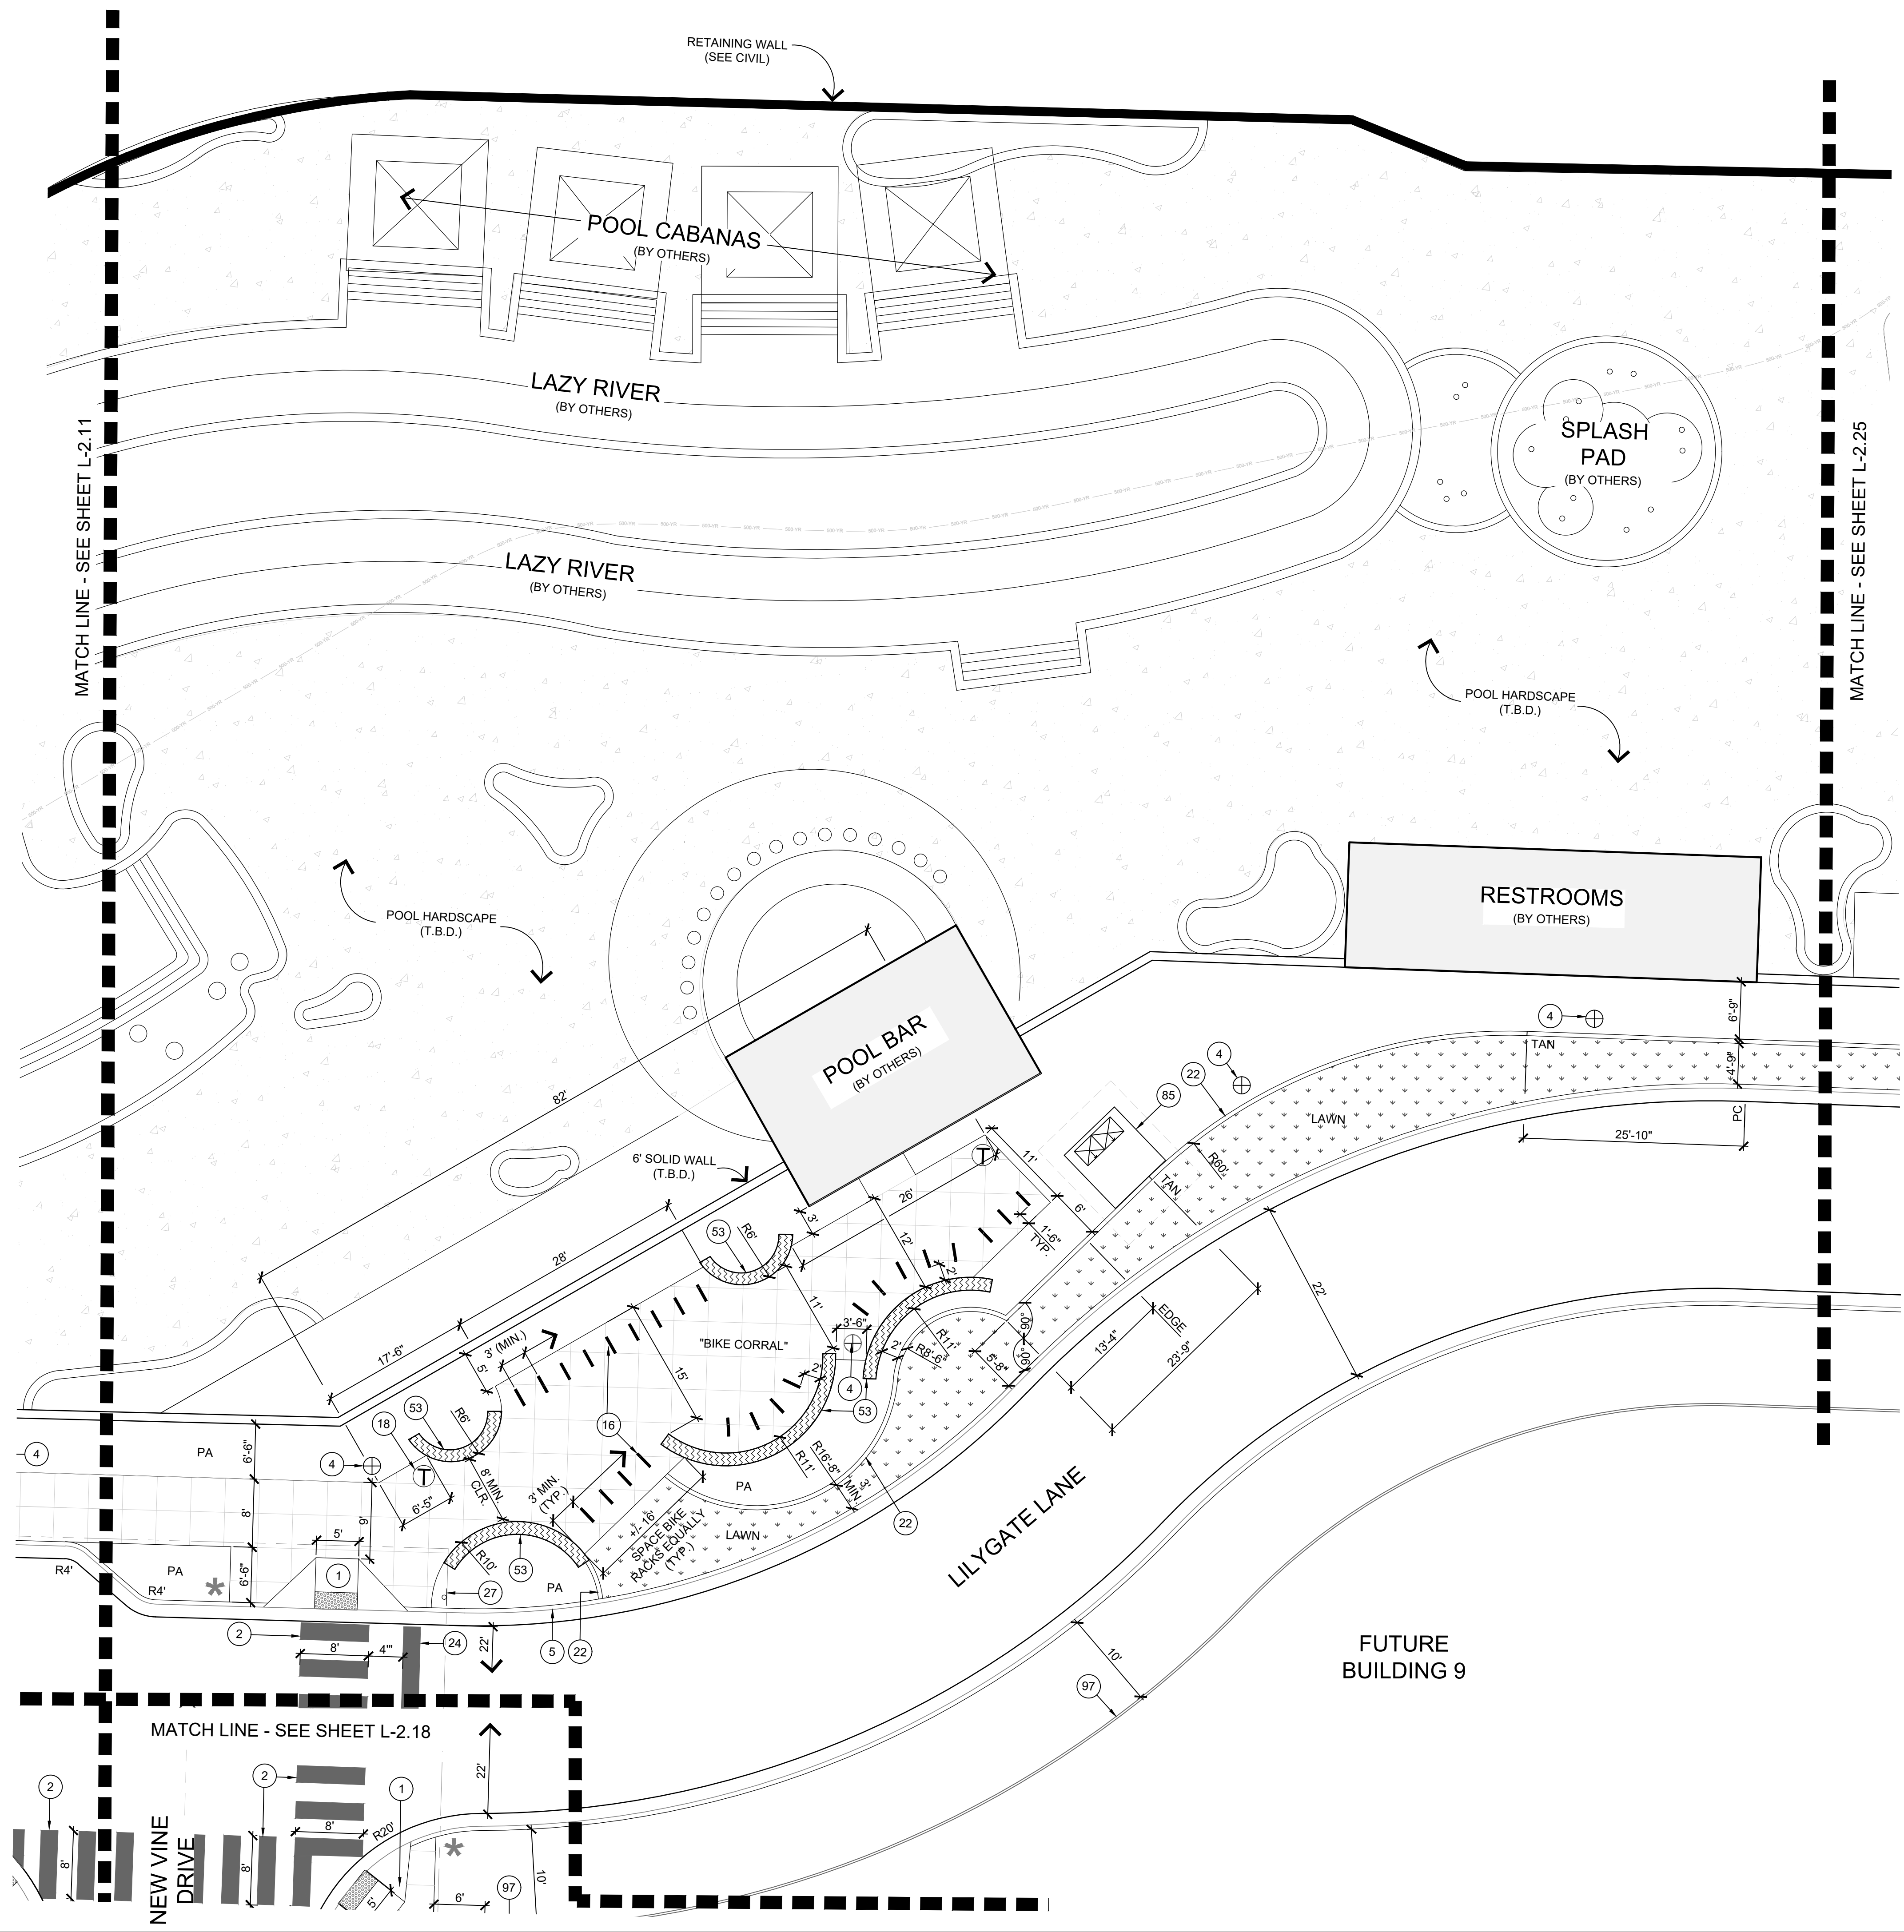 RETAINING WALL
(SEE CIVIL)
POOL CABANAS
(BY OTHERS)
LAZY RIVER
(BY OTHERS)
SPLASH
PAD
(BY OTHERS)
MATCH LINE - SEE SHEET L-2.11
MATCH LINE - SEE SHEET L-2.25
LAZY RIVER
(BY OTHERS)
POOL HARDSCAPE
(T.B.D.)
POOL HARDSCAPE
(T.B.D.)
RESTROOMS
(BY OTHERS)
POOL BAR
(BY OTHERS)
82'
6' SOLID WALL
(T.B.D.)
4
6'-9"
TAN
4'-9"
4
22
85
LAWN
PC
25'-10"
R60'
TAN
T
11'
26'
6'
3'
12'
1'-6"
TYP.
53
R6'
28'
2'
11'
22'
17'-6"
3' (MIN.)
5'
"BIKE CORRAL"
3'-6"
R11'
2'
R8'-6"
90°
90°
5'-8"
EDGE
13'-4"
23'-9"
15'
2'
4
53
53
R6'
18
16
4
PA
6'-6"
4
T
6'-5"
8' MIN.
CLR.
3' MIN.
(TYP.)
R11'
R16'-8"
3'
MIN.
PA
22
8'
9'
5'
+/- 16'
SPACE BIKE
RACKS EQUALLY
(TYP.)
LAWN
LILYGATE LANE
R4'
PA
R4'
6'-6"
*
1
R10'
53
PA
27
2
8'
4'"
24
22'
5
22
FUTURE
BUILDING 9
10'
97
MATCH LINE - SEE SHEET L-2.18
22'
2
2
1
8'
R20'
*
8'
8'
NEW VINE
DRIVE
5'
6'
97
10'